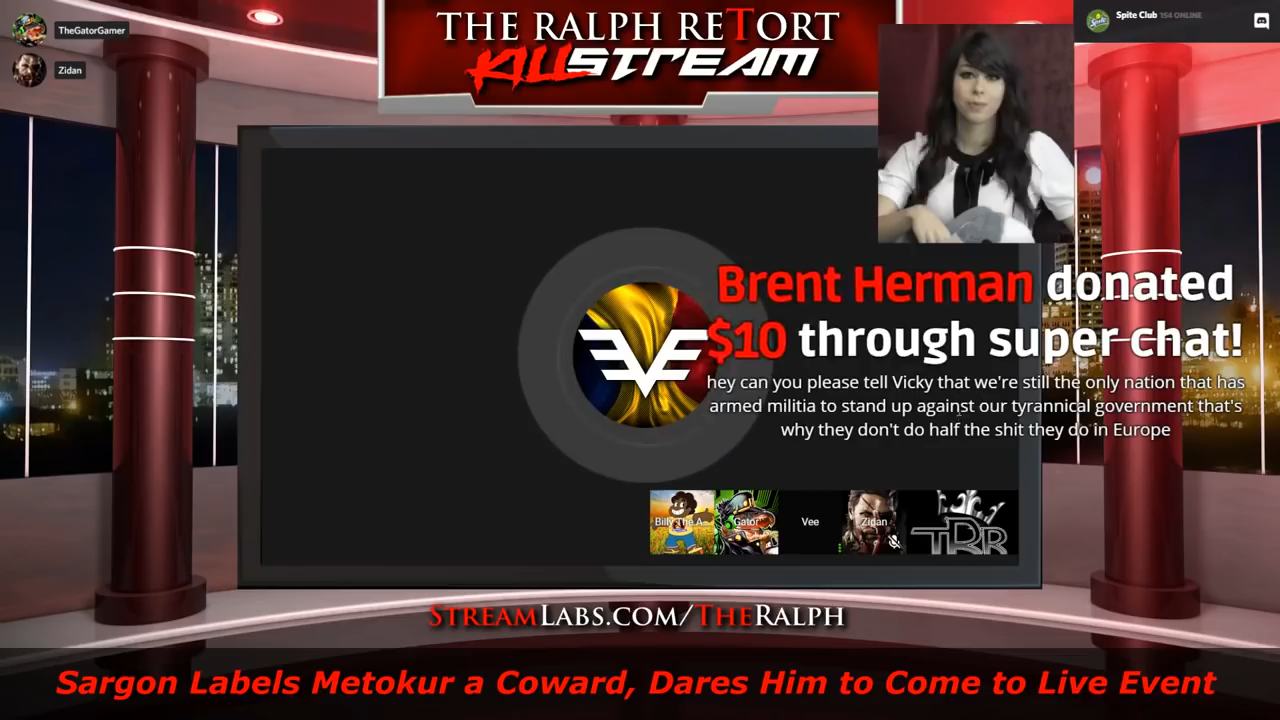 TheGatorGamer
Zidan
THE RALPH RETORT
KILLSTREAM
Spite Club 154 ONLINE
Brent Herman donated
$10 through super chat!
hey can you please tell Vicky that we're still the only nation that has
armed militia to stand up against our tyrannical government that's
why they don't do half the shit they do in Europe
Billy The A–
Gator
Vee
Zidan
TRR
STREAMLABS.COM/THERALPH
Sargon Labels Metokur a Coward, Dares Him to Come to Live Event